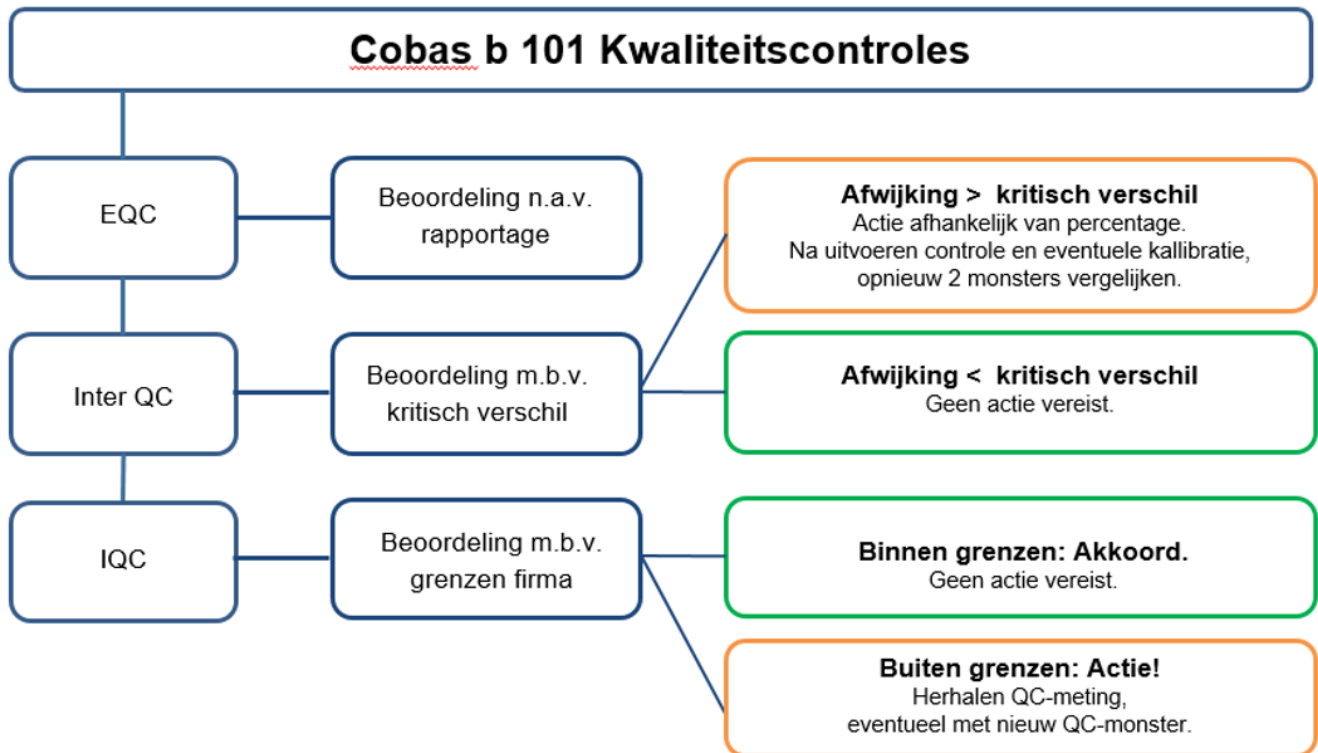 Cobas b 101 Kwaliteitscontroles
EQC
Beoordeling n.a.v.
rapportage
Afwijking > kritisch verschil
Actie afhankelijk van percentage.
Na uitvoeren controle en eventuele kallibratie,
opnieuw 2 monsters vergelijken.
Inter QC
Beoordeling m.b.v.
kritisch verschil
Afwijking < kritisch verschil
Geen actie vereist.
IQC
Beoordeling m.b.v.
grenzen firma
Binnen grenzen: Akkoord.
Geen actie vereist.
Buiten grenzen: Actie!
Herhalen QC-meting,
eventueel met nieuw QC-monster.